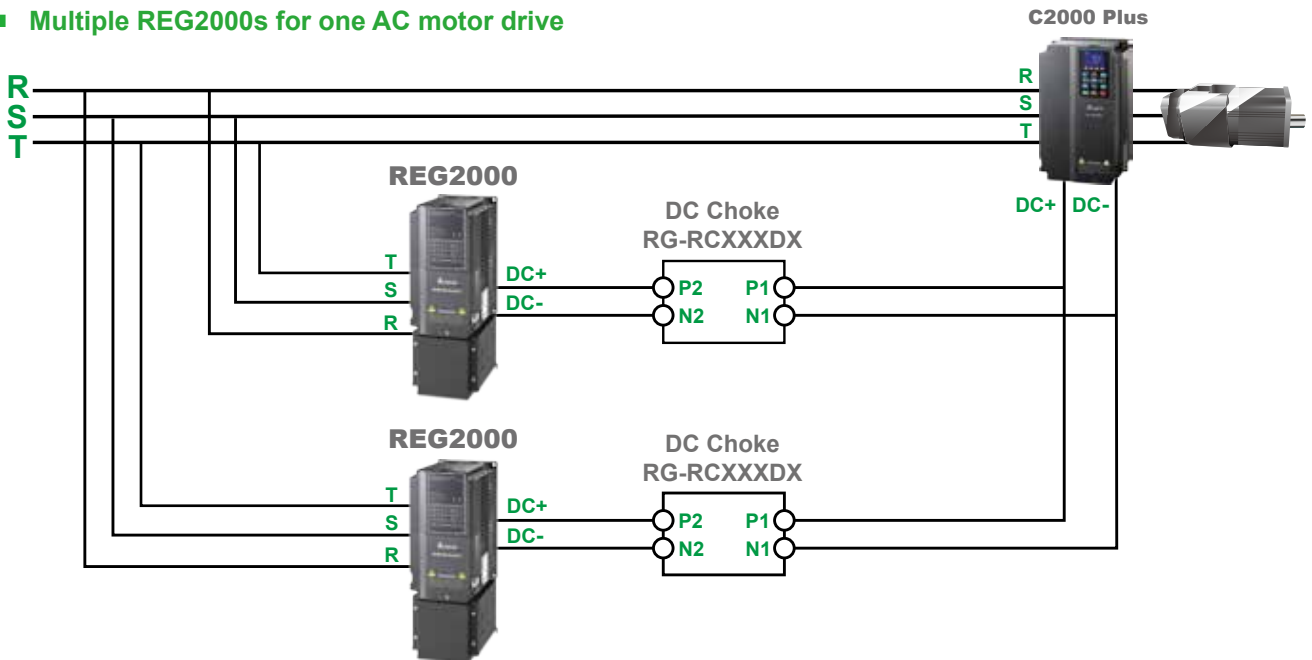 Multiple REG2000s for one AC motor drive
C2000 Plus
R
S
T
R
S
T
DC+ DC-
REG2000
T
S
R
DC+
DC-
DC Choke
RG-RCXXXDX
P2 P1
N2 N1
REG2000
T
S
R
DC+
DC-
DC Choke
RG-RCXXXDX
P2 P1
N2 N1